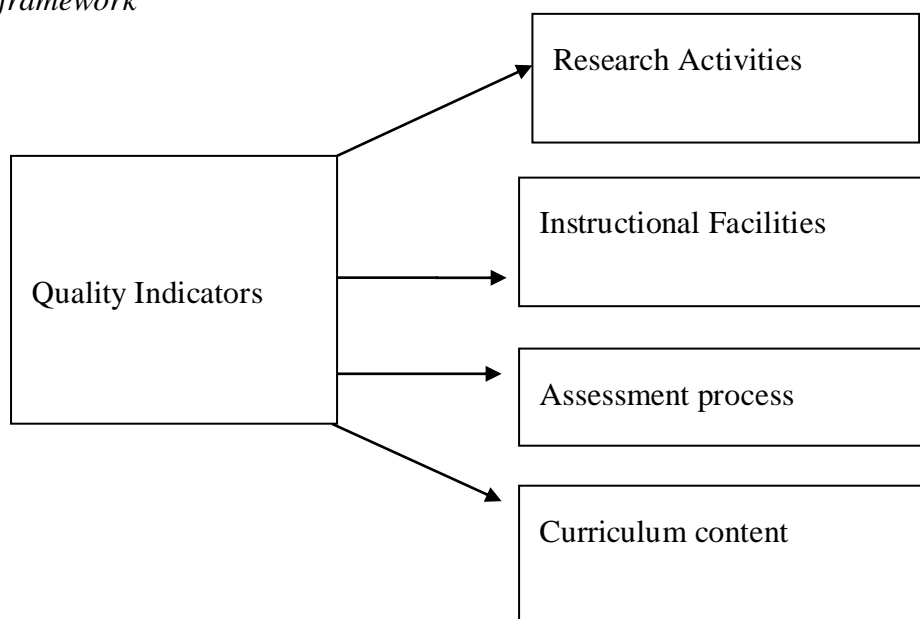 framework
Research Activities
Instructional Facilities
Quality Indicators
Assessment process
Curriculum content